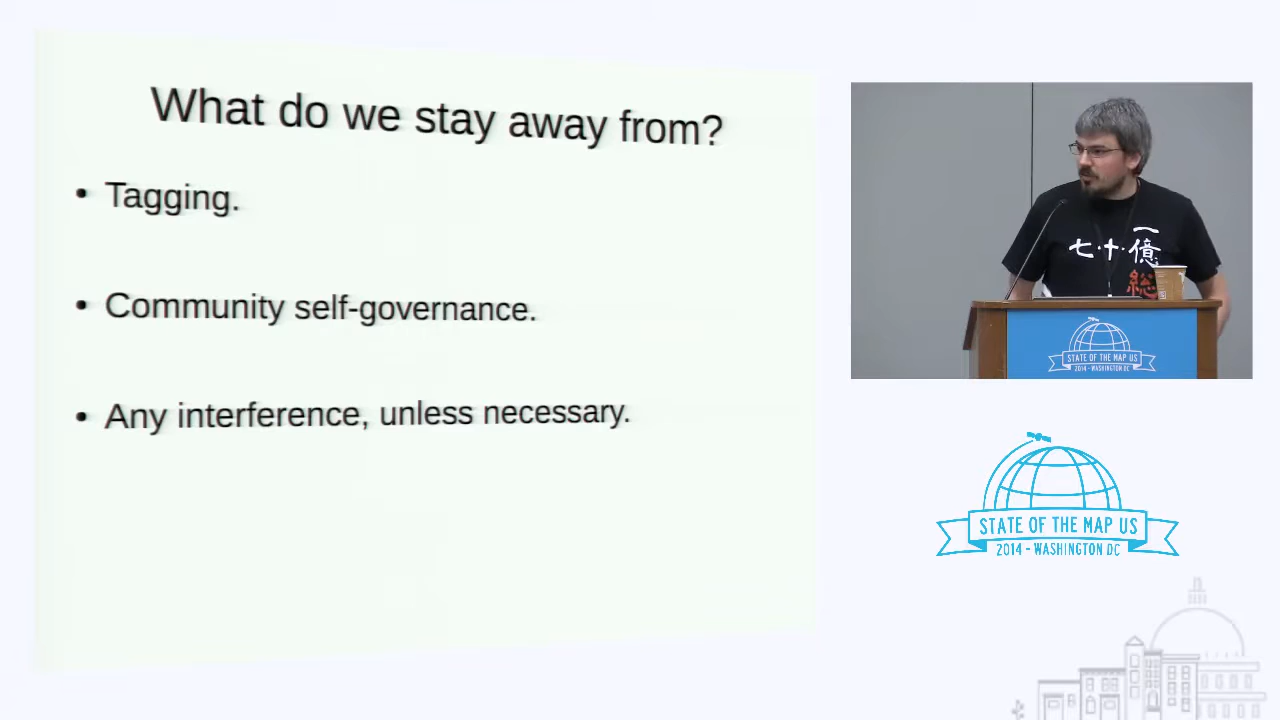 What do we stay away from?
• Tagging.
• Community self-governance.
• Any interference, unless necessary.
一
七十億
総
STATE OF THE MAP US
2014 - WASHINGTON DC
STATE OF THE MAP US
2014 - WASHINGTON DC